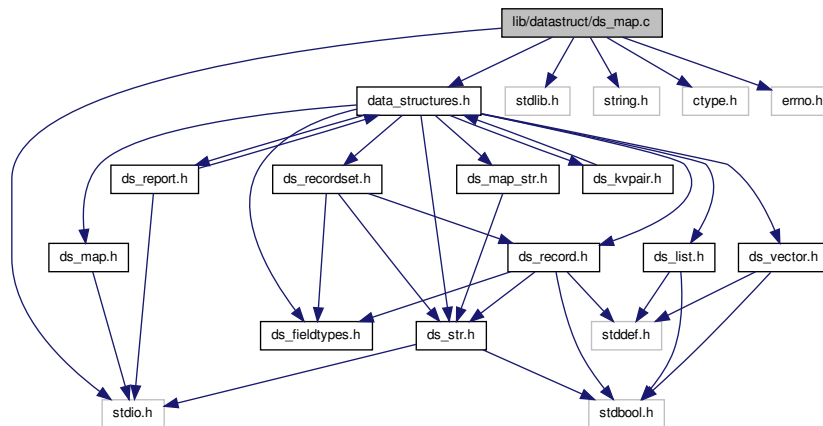 lib/datastruct/ds_map.c
data_structures.h
stdlib.h
string.h
ctype.h
errno.h
ds_report.h
ds_recordset.h
ds_map_str.h
ds_kvpair.h
ds_map.h
ds_record.h
ds_list.h
ds_vector.h
ds_fieldtypes.h
ds_str.h
stddef.h
stdio.h
stdbool.h